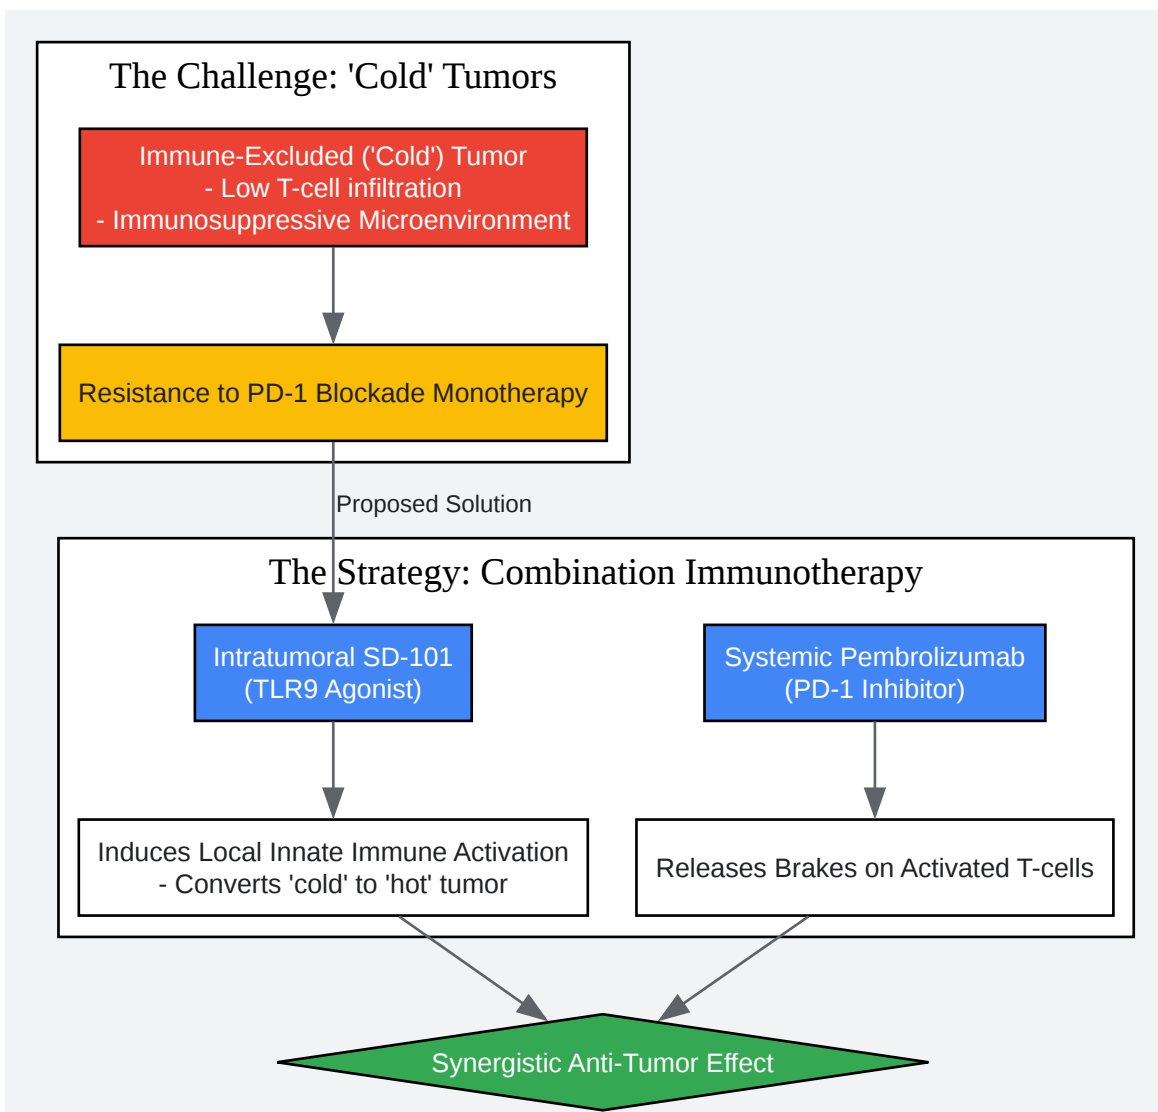 The Challenge: 'Cold' Tumors
Immune-Excluded ('Cold') Tumor
- Low T-cell infiltration
- Immunosuppressive Microenvironment
Resistance to PD-1 Blockade Monotherapy
Proposed Solution
The Strategy: Combination Immunotherapy
Intratumoral SD-101
(TLR9 Agonist)
Systemic Pembrolizumab
(PD-1 Inhibitor)
Induces Local Innate Immune Activation
- Converts 'cold' to 'hot' tumor
Releases Brakes on Activated T-cells
Synergistic Anti-Tumor Effect